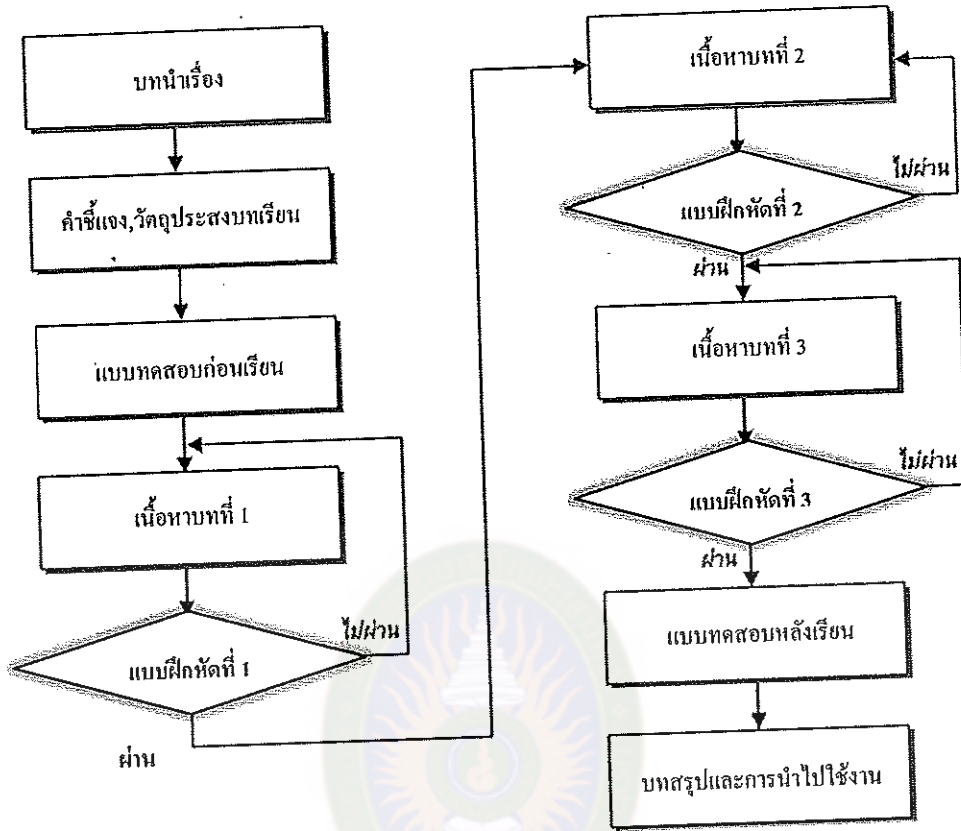 บทนำเรื่อง
คำชี้แจง,วัตถุประสงบทเรียน
แบบทดสอบก่อนเรียน
เนื้อหาบทที่ 1
ไม่ผ่าน
แบบฝึกหัดที่ 1
ผ่าน
เนื้อหาบทที่ 2
ไม่ผ่าน
แบบฝึกหัดที่ 2
ผ่าน
เนื้อหาบทที่ 3
ไม่ผ่าน
แบบฝึกหัดที่ 3
ผ่าน
แบบทดสอบหลังเรียน
บทสรุปและการนำไปใช้งาน